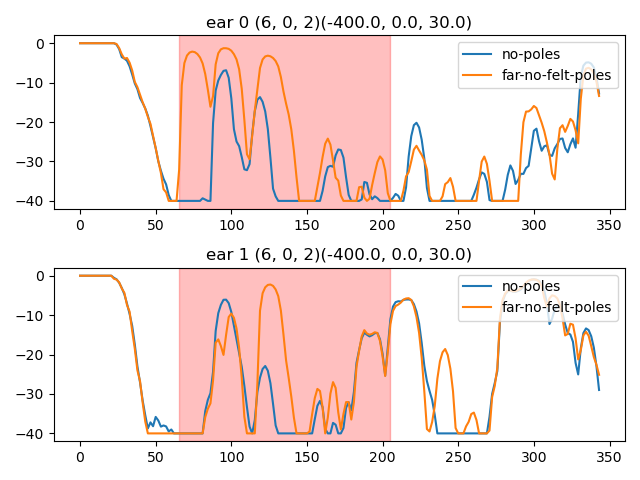 ear 0 (6, 0, 2)(-400.0, 0.0, 30.0)
0
−10
−20
−30
−40
no-poles
far-no-felt-poles
0 50 100 150 200 250 300 350
ear 1 (6, 0, 2)(-400.0, 0.0, 30.0)
0
−10
−20
−30
−40
no-poles
far-no-felt-poles
0 50 100 150 200 250 300 350